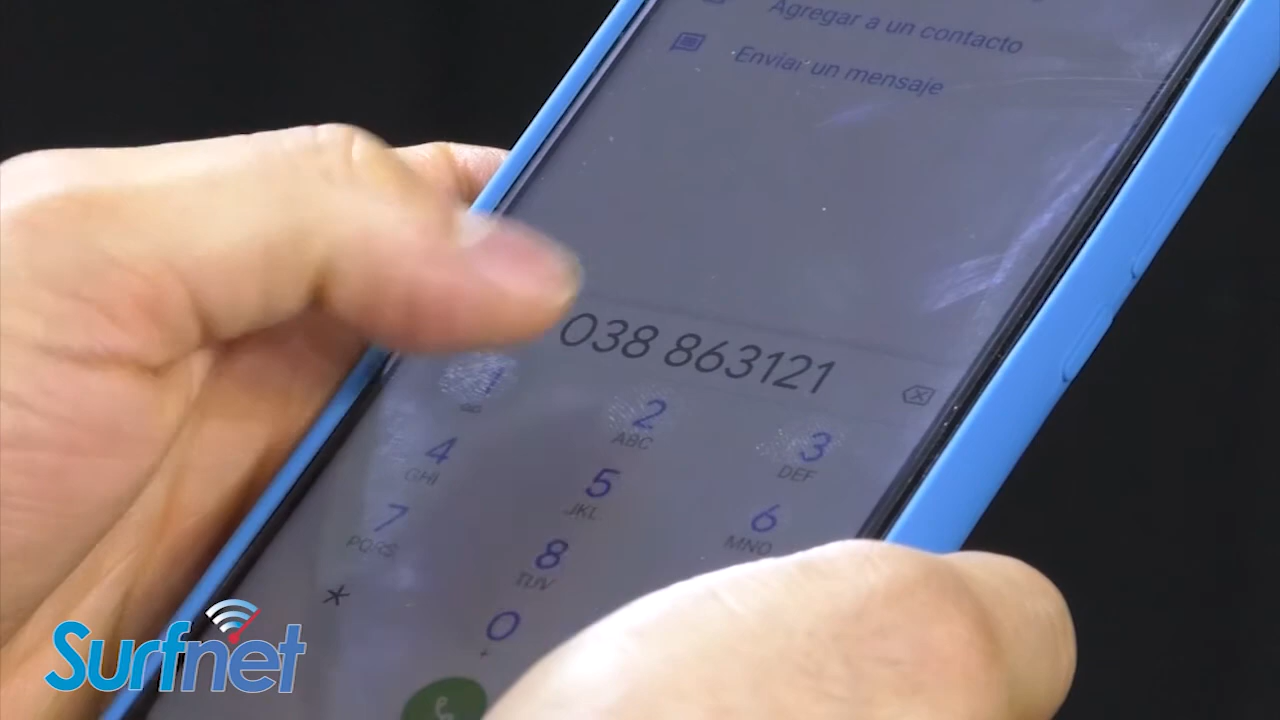 Agregar a un contacto
Enviar un mensaje
038 863121
1
2
ABC
3
DEF
4
GHI
5
JKL
6
MNO
7
PQRS
8
TUV
*
0
+
Surfnet